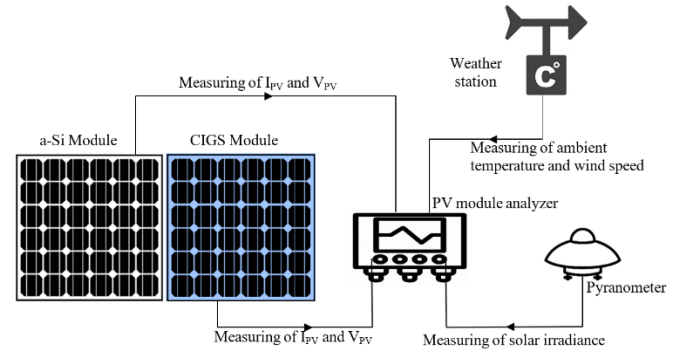 Weather
station
C°
Measuring of I_PV and V_PV
a-Si Module
CIGS Module
Measuring of ambient
temperature and wind speed
PV module analyzer
Pyranometer
Measuring of I_PV and V_PV
Measuring of solar irradiance